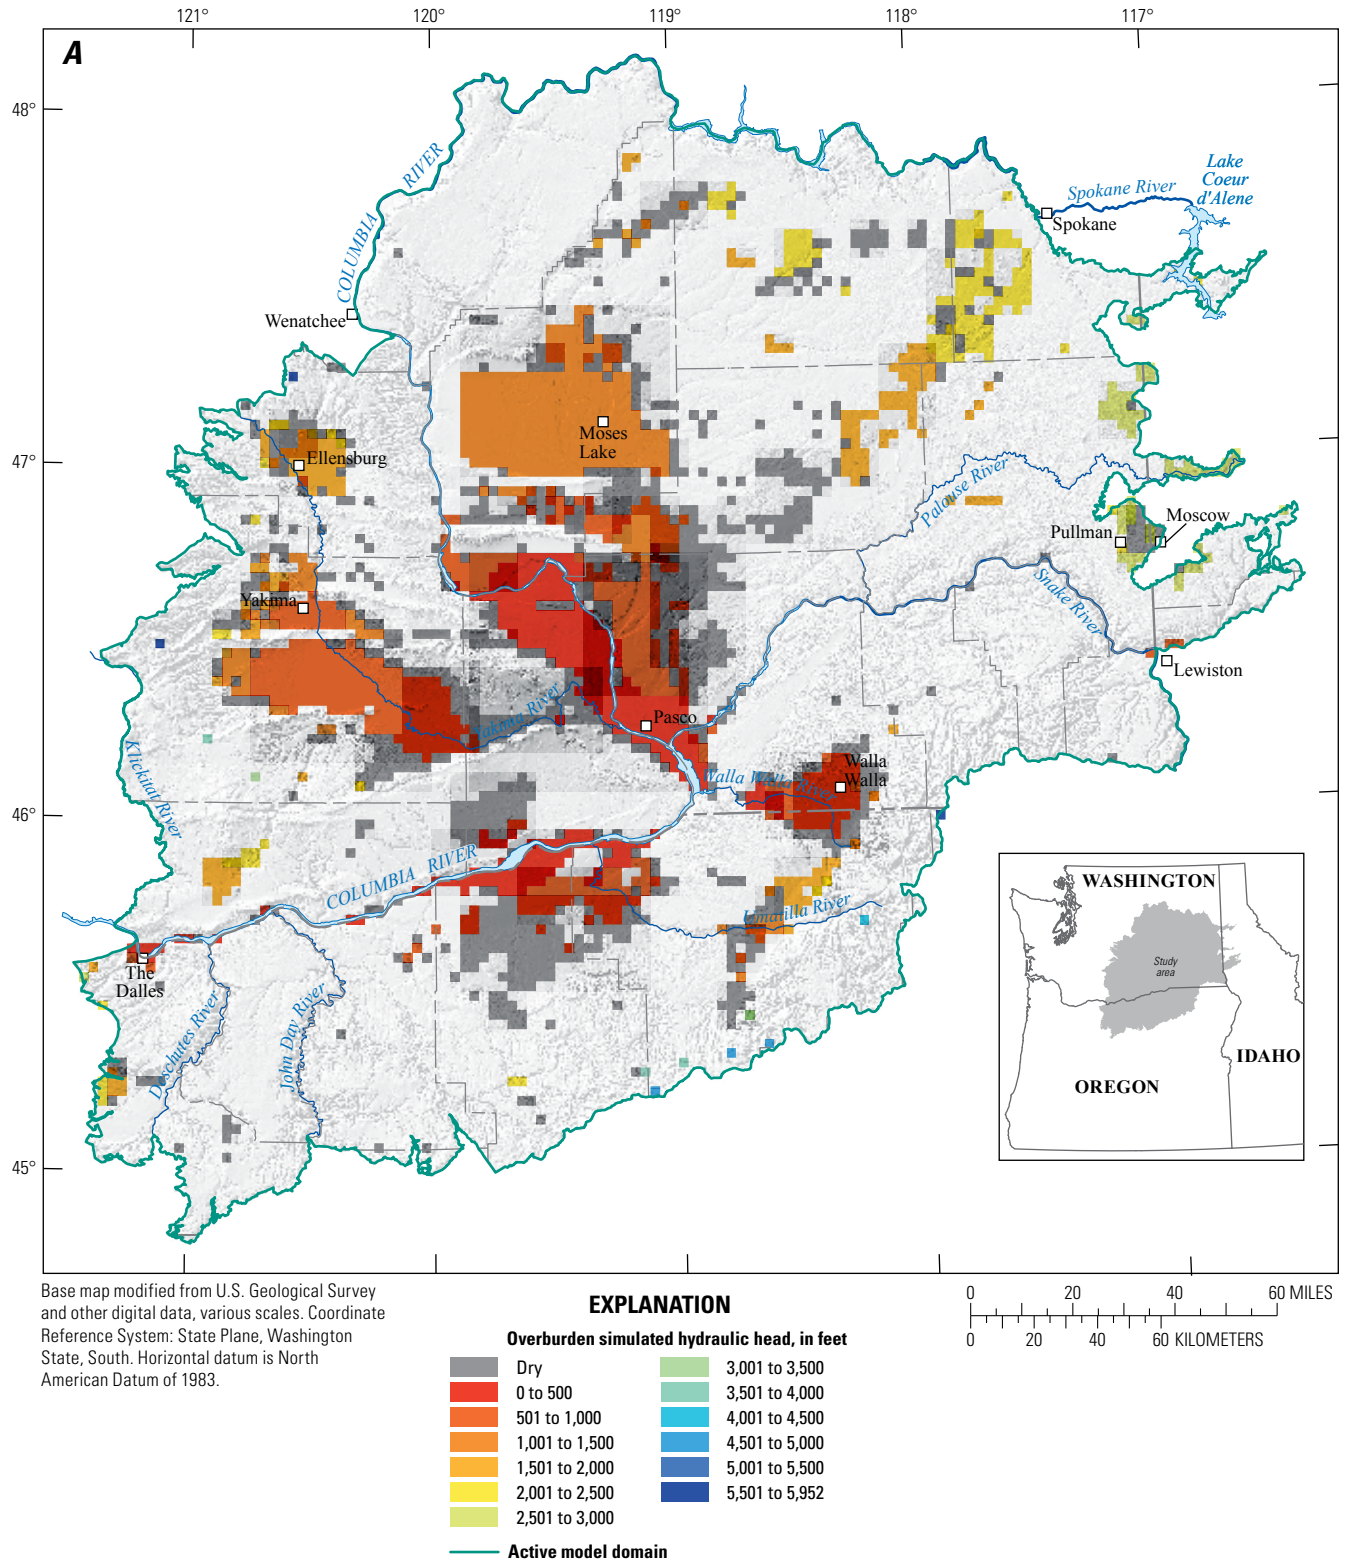 121°
120°
119°
118°
117°
A
48°
47°
46°
45°
COLUMBIA RIVER
Lake
Coeur
d'Alene
Spokane River
Spokane
Wenatchee
Moses
Lake
Ellensburg
Palouse River
Pullman
Moscow
Snake River
Yakima
Lewiston
Yakima River
Pasco
Klickitat River
Walla Walla River
Walla
Walla
COLUMBIA RIVER
Umatilla River
The
Dalles
Deschutes River
John Day River
WASHINGTON
Study
area
IDAHO
OREGON
Base map modified from U.S. Geological Survey
and other digital data, various scales. Coordinate
Reference System: State Plane, Washington
State, South. Horizontal datum is North
American Datum of 1983.
0 20 40 60 MILES
0 20 40 60 KILOMETERS
EXPLANATION
Overburden simulated hydraulic head, in feet
Dry
0 to 500
501 to 1,000
1,001 to 1,500
1,501 to 2,000
2,001 to 2,500
2,501 to 3,000
3,001 to 3,500
3,501 to 4,000
4,001 to 4,500
4,501 to 5,000
5,001 to 5,500
5,501 to 5,952
Active model domain